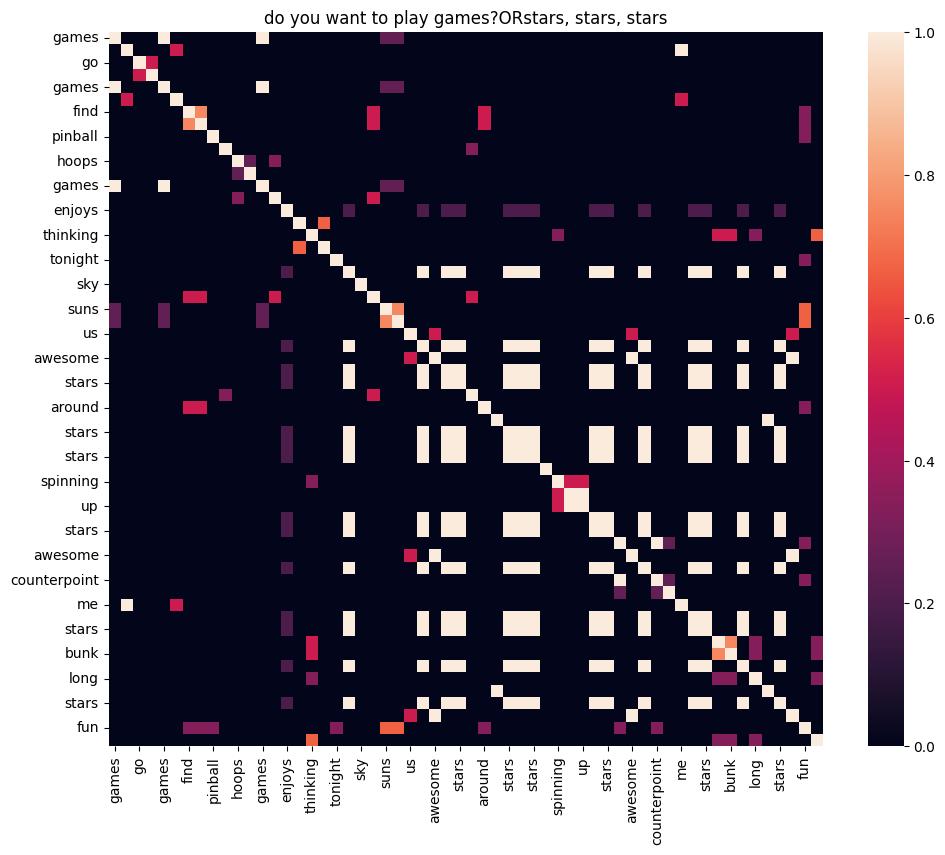 do you want to play games?ORstars, stars, stars
games
go
games
find
pinball
hoops
games
enjoys
thinking
tonight
sky
suns
us
awesome
stars
around
stars
stars
spinning
up
stars
awesome
counterpoint
me
stars
bunk
long
stars
fun
games
go
games
find
pinball
hoops
games
enjoys
thinking
tonight
sky
suns
us
awesome
stars
around
stars
stars
spinning
up
stars
awesome
counterpoint
me
stars
bunk
long
stars
fun
1.0
0.8
0.6
0.4
0.2
0.0